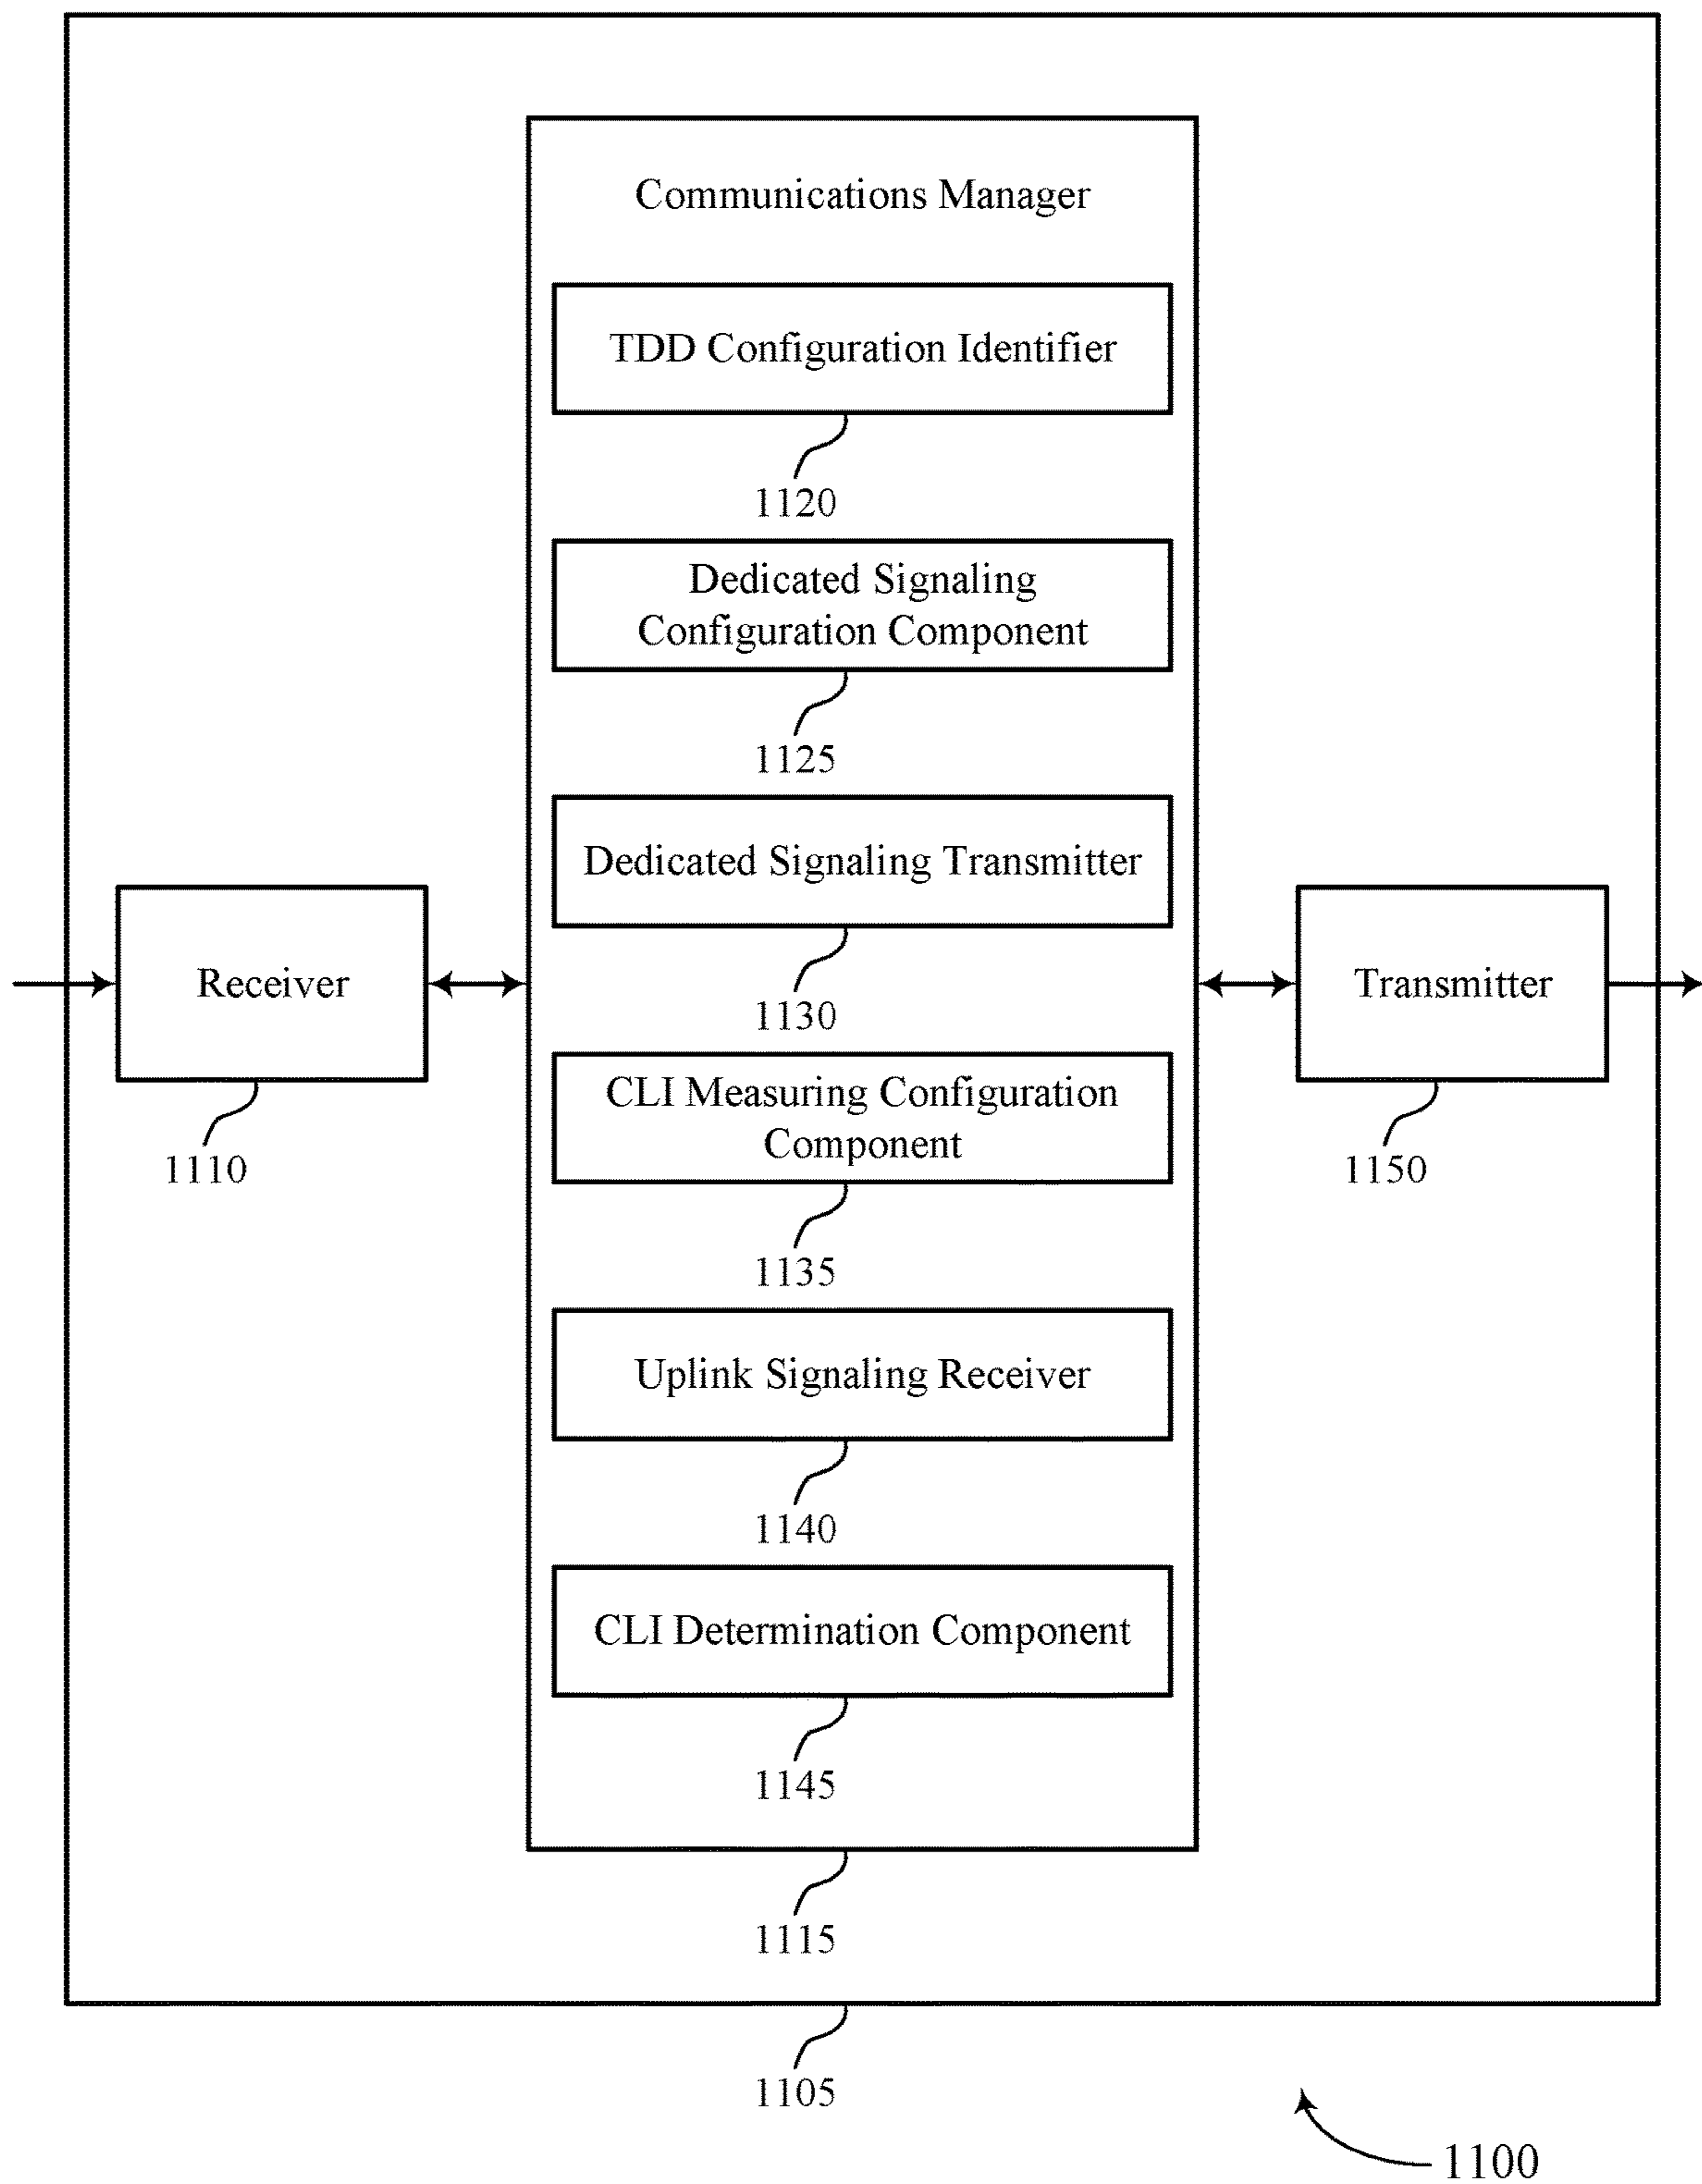 Communications Manager
TDD Configuration Identifier
1120
Dedicated Signaling
Configuration Component
1125
Dedicated Signaling Transmitter
1130
Receiver
1110
Transmitter
1150
CLI Measuring Configuration
Component
1135
Uplink Signaling Receiver
1140
CLI Determination Component
1145
1115
1105
1100